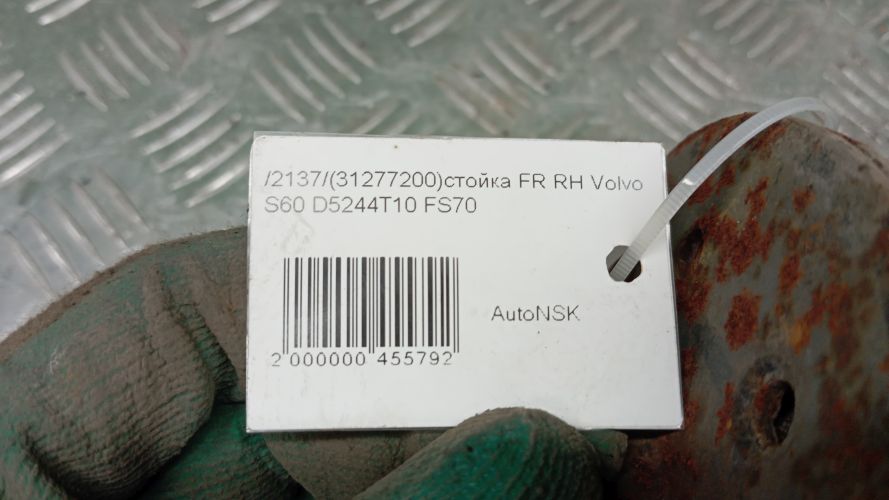 /2137/(31277200)стойка FR RH Volvo
S60 D5244T10 FS70
AutoNSK
2 000000 455792